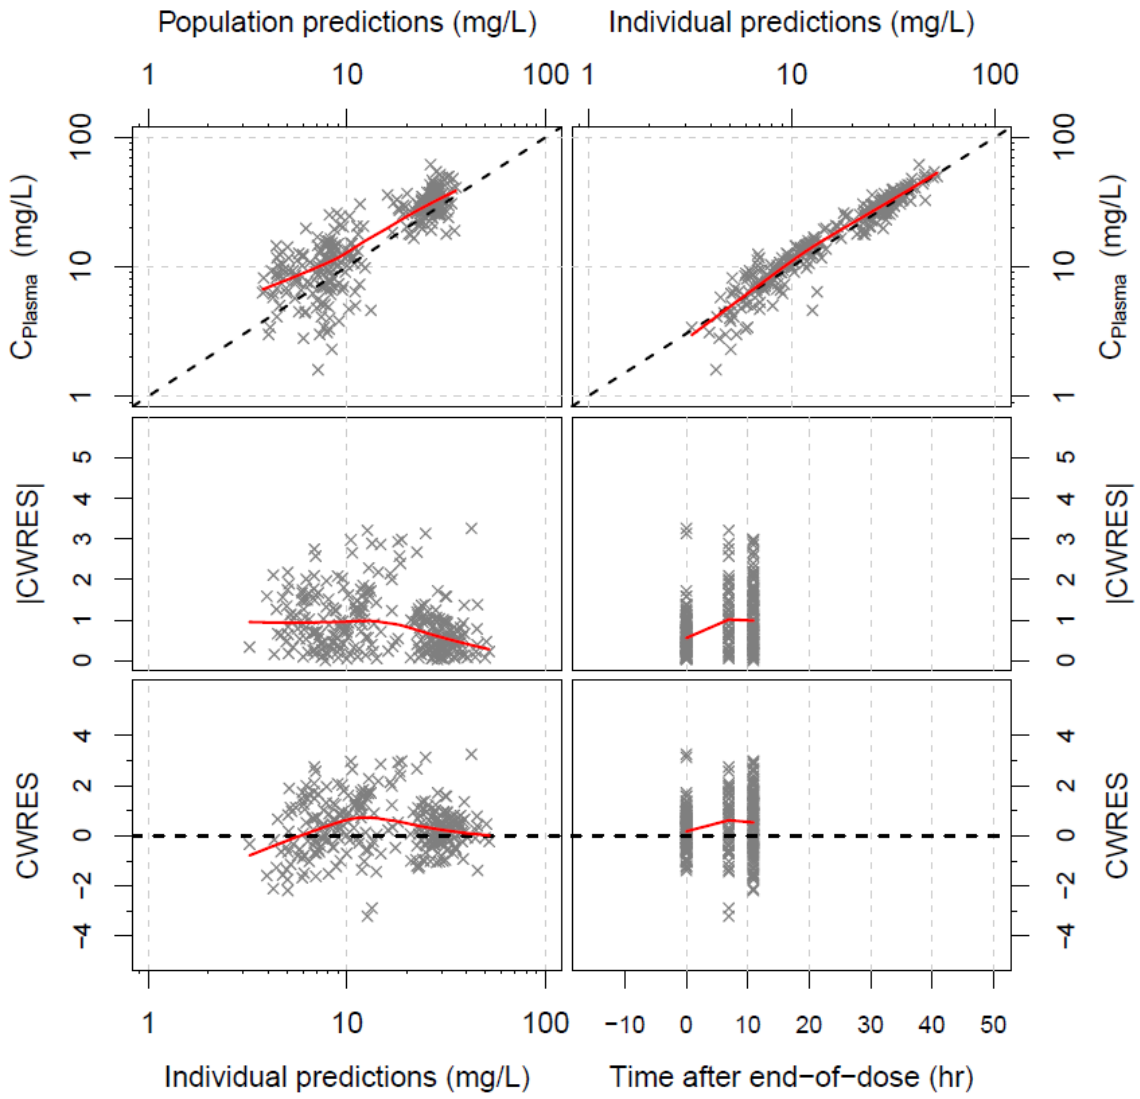 Population predictions (mg/L) Individual predictions (mg/L)
1 10 100 1 10 100
C_Plasma (mg/L) 1 10 100 1 10 100 C_Plasma (mg/L)
|CWRES| 0 1 2 3 4 5 0 1 2 3 4 5 |CWRES|
CWRES −4 −2 0 2 4 −4 −2 0 2 4 CWRES
1 10 100 −10 0 10 20 30 40 50
Individual predictions (mg/L) Time after end−of−dose (hr)